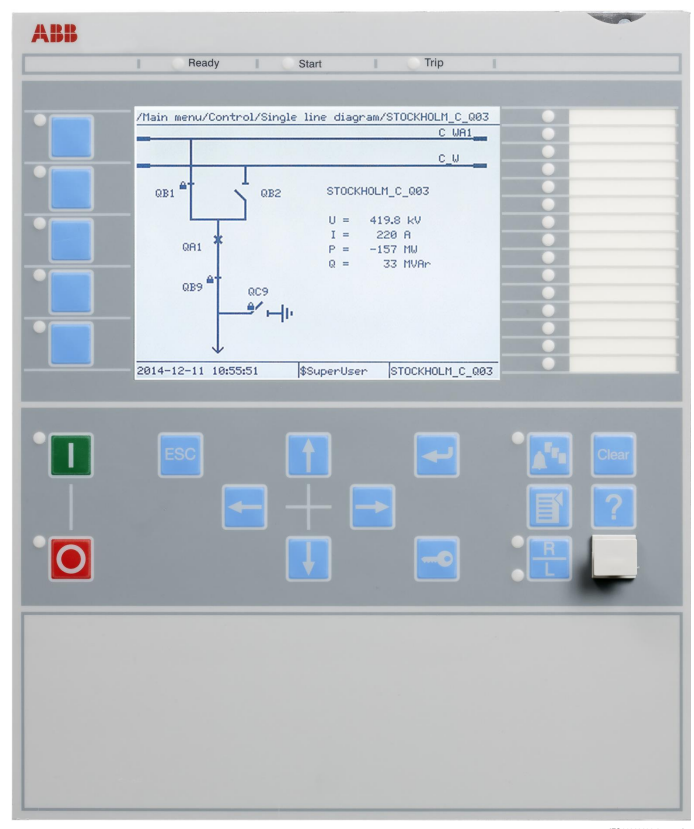 ABB
Ready Start Trip
/Main menu/Control/Single line diagram/STOCKHOLM_C_Q03
C WA1
C_W
QB1 QB2 STOCKHOLM_C_Q03
U = 419.8 kV
I = 220 A
QA1 P = -157 MW
Q = 33 MVAr
QB9 QC9
2014-12-11 10:55:51 $SuperUser STOCKHOLM_C_Q03
I ESC Clear
?
O R
L